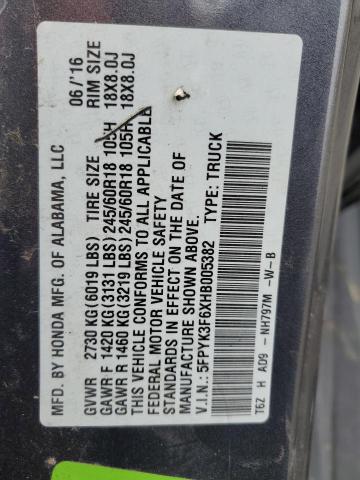 MFD. BY HONDA MFG. OF ALABAMA, LLC 06/'16
TIRE SIZE RIM SIZE
GVWR 2730 KG(6019 LBS)
GAWR F 1420 KG(3131 LBS)245/60R18 105H 18X8.0J
GAWR R 1460 KG(3219 LBS)245/60R18 105H 18X8.0J
THIS VEHICLE CONFORMS TO ALL APPLICABLE
FEDERAL MOTOR VEHICLE SAFETY
STANDARDS IN EFFECT ON THE DATE OF
MANUFACTURE SHOWN ABOVE.
V.I.N.: 5FPYK3F6XHB005382 TYPE: TRUCK
T6Z H A09 - NH797M -W-B